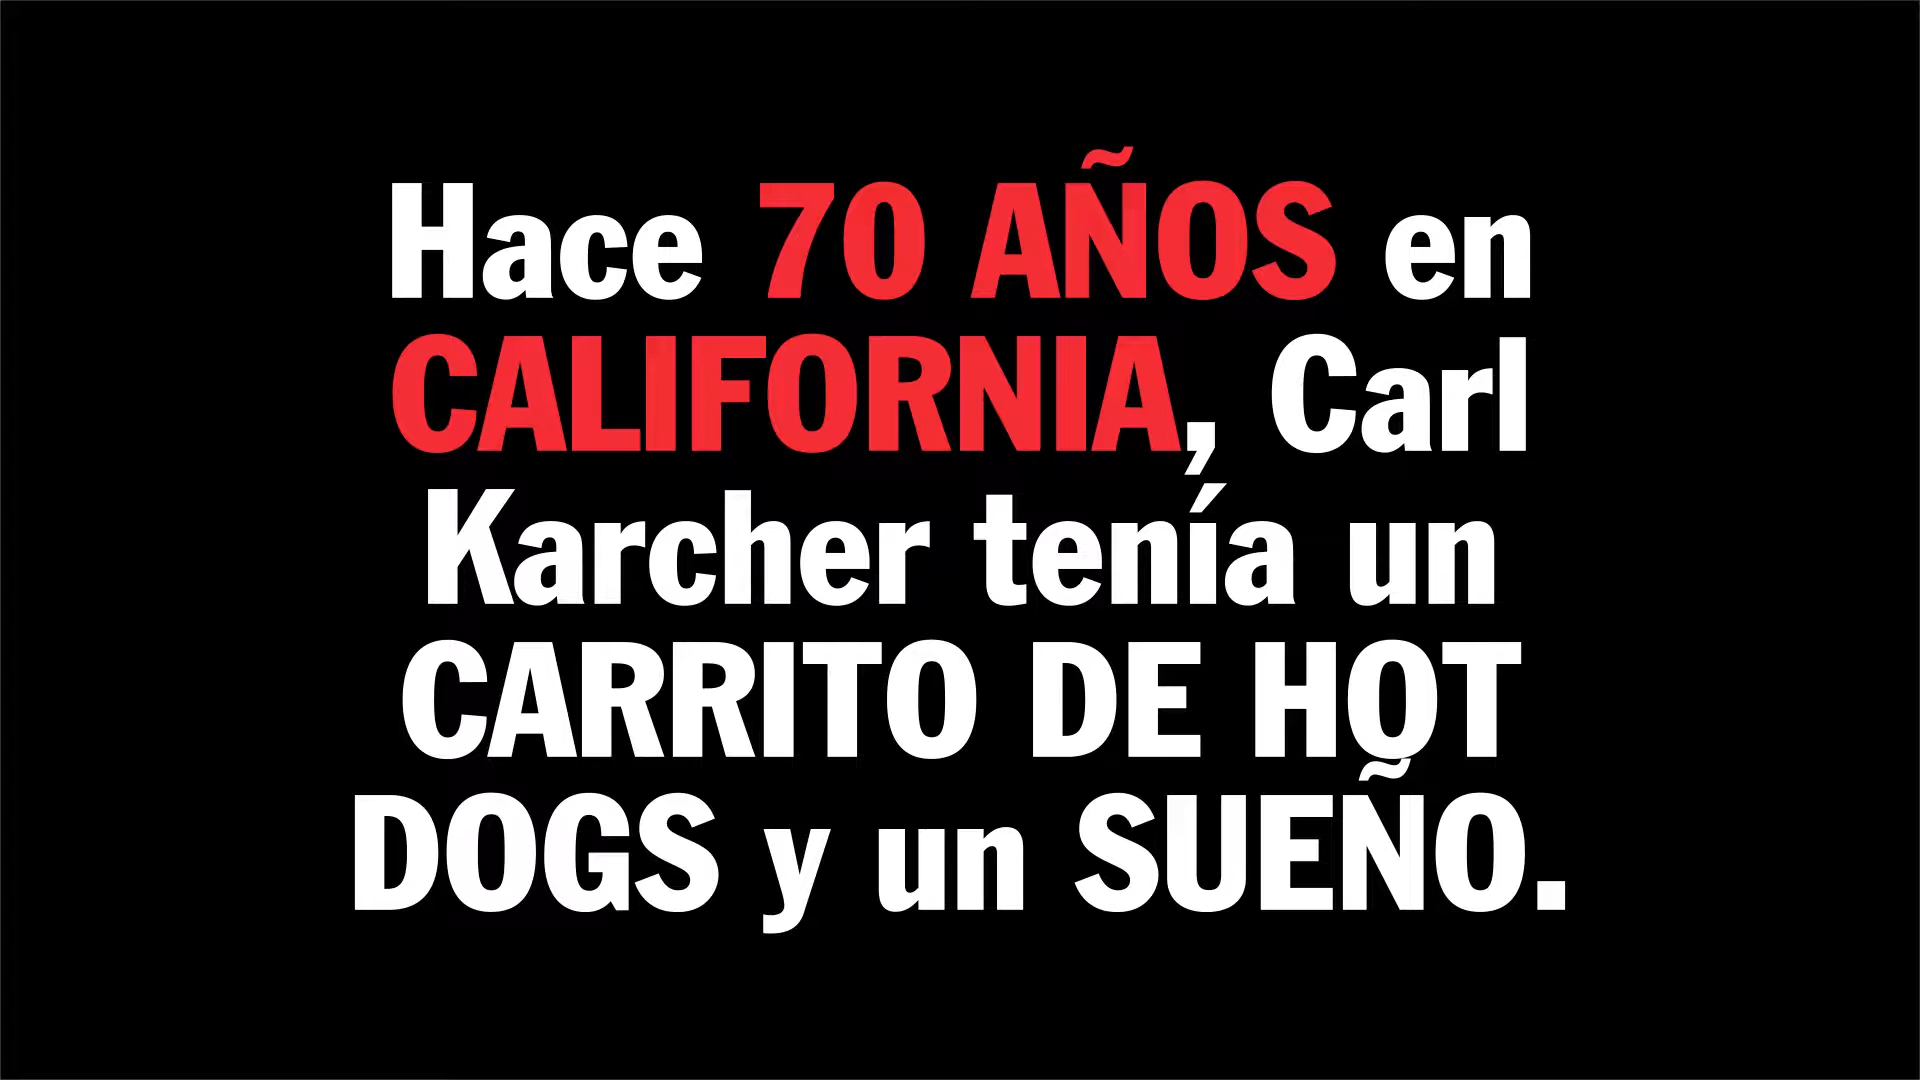 Hace 70 AÑOS en
CALIFORNIA, Carl
Karcher tenía un
CARRITO DE HOT
DOGS y un SUEÑO.